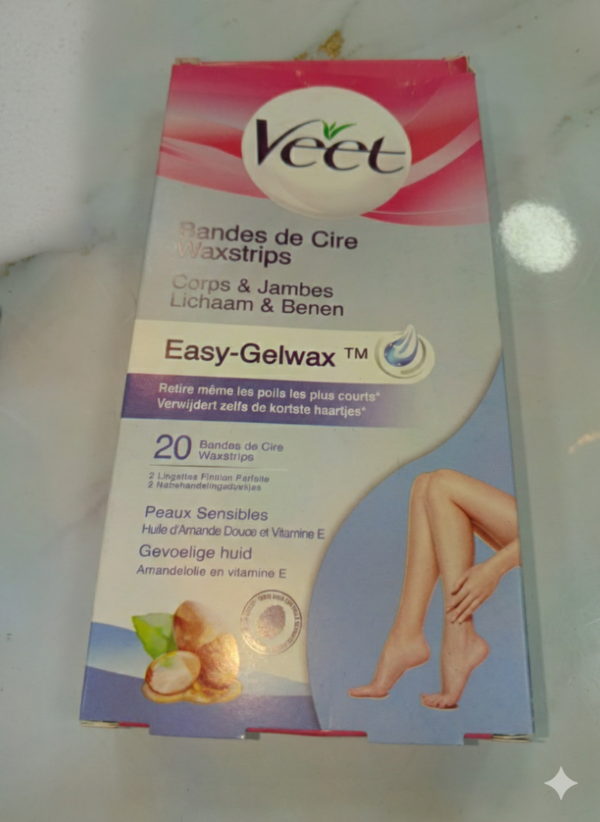 Veet
Bandes de Cire
Waxstrips
Corps & Jambes
Lichaam & Benen
Easy-Gelwax ™
Retire même les poils les plus courts*
Verwijdert zelfs de kortste haartjes*
20 Bandes de Cire
Waxstrips
2 Lingettes Finition Parfaite
2 Nabehandelingsdoekjes
Peaux Sensibles
Huile d'Amande Douce et Vitamine E
Gevoelige huid
Amandelolie en vitamine E